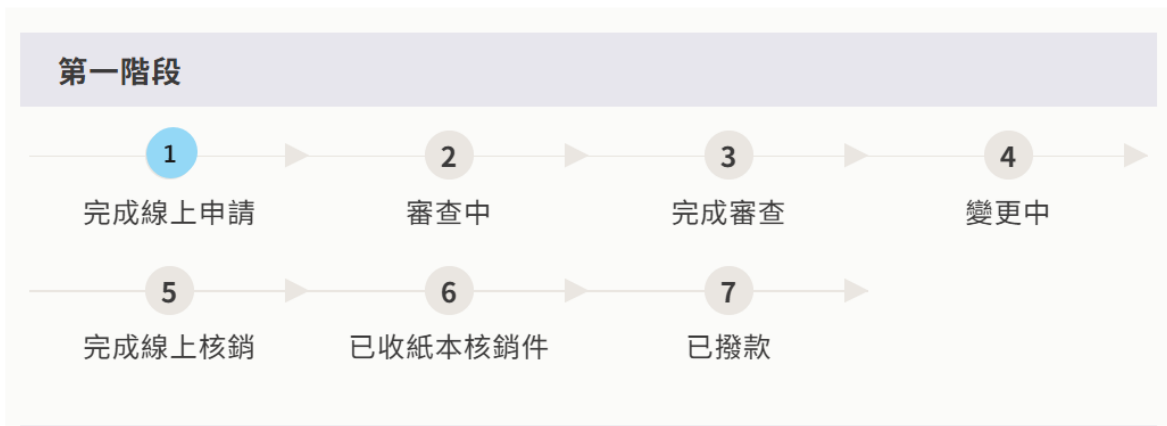 第一階段
1 2 3 4
完成線上申請 審查中 完成審查 變更中
5 6 7
完成線上核銷 已收紙本核銷件 已撥款